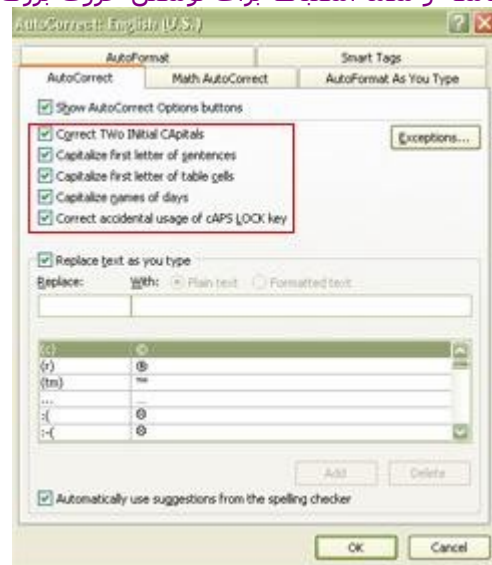 AutoCorrect: English (U.S.)
AutoFormat Smart Tags
AutoCorrect Math AutoCorrect AutoFormat As You Type
Show AutoCorrect Options buttons
Correct TWo INitial CApitals Exceptions...
Capitalize first letter of sentences
Capitalize first letter of table cells
Capitalize names of days
Correct accidental usage of cAPS LOCK key
Replace text as you type
Replace: With: Plain text Formatted text
(c) ©
(r) ®
(tm) ™
... …
:( ☹
:-( ☹
Add Delete
Automatically use suggestions from the spelling checker
OK Cancel